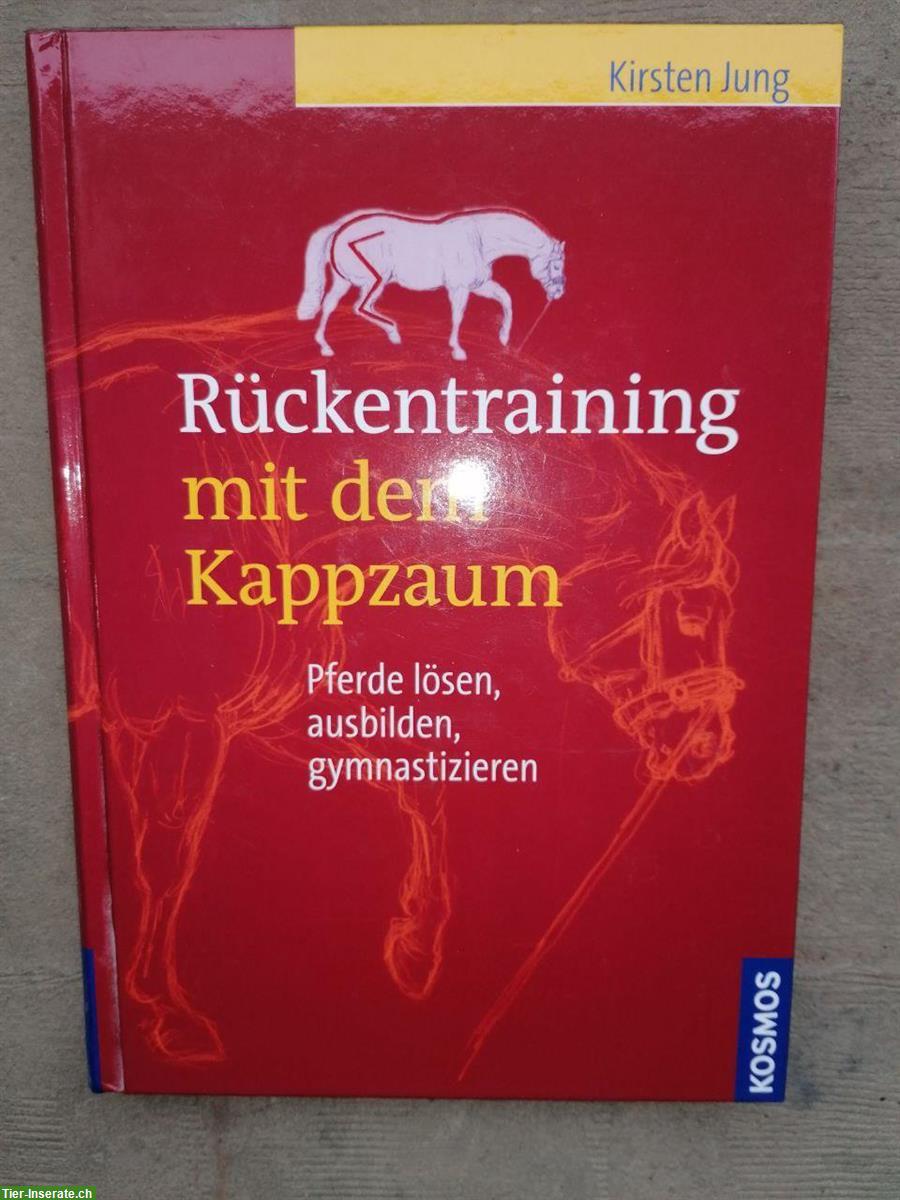 Kirsten Jung
Rückentraining
mit dem
Kappzaum
Pferde lösen,
ausbilden,
gymnastizieren
KOSMOS
Tier-Inserate.ch